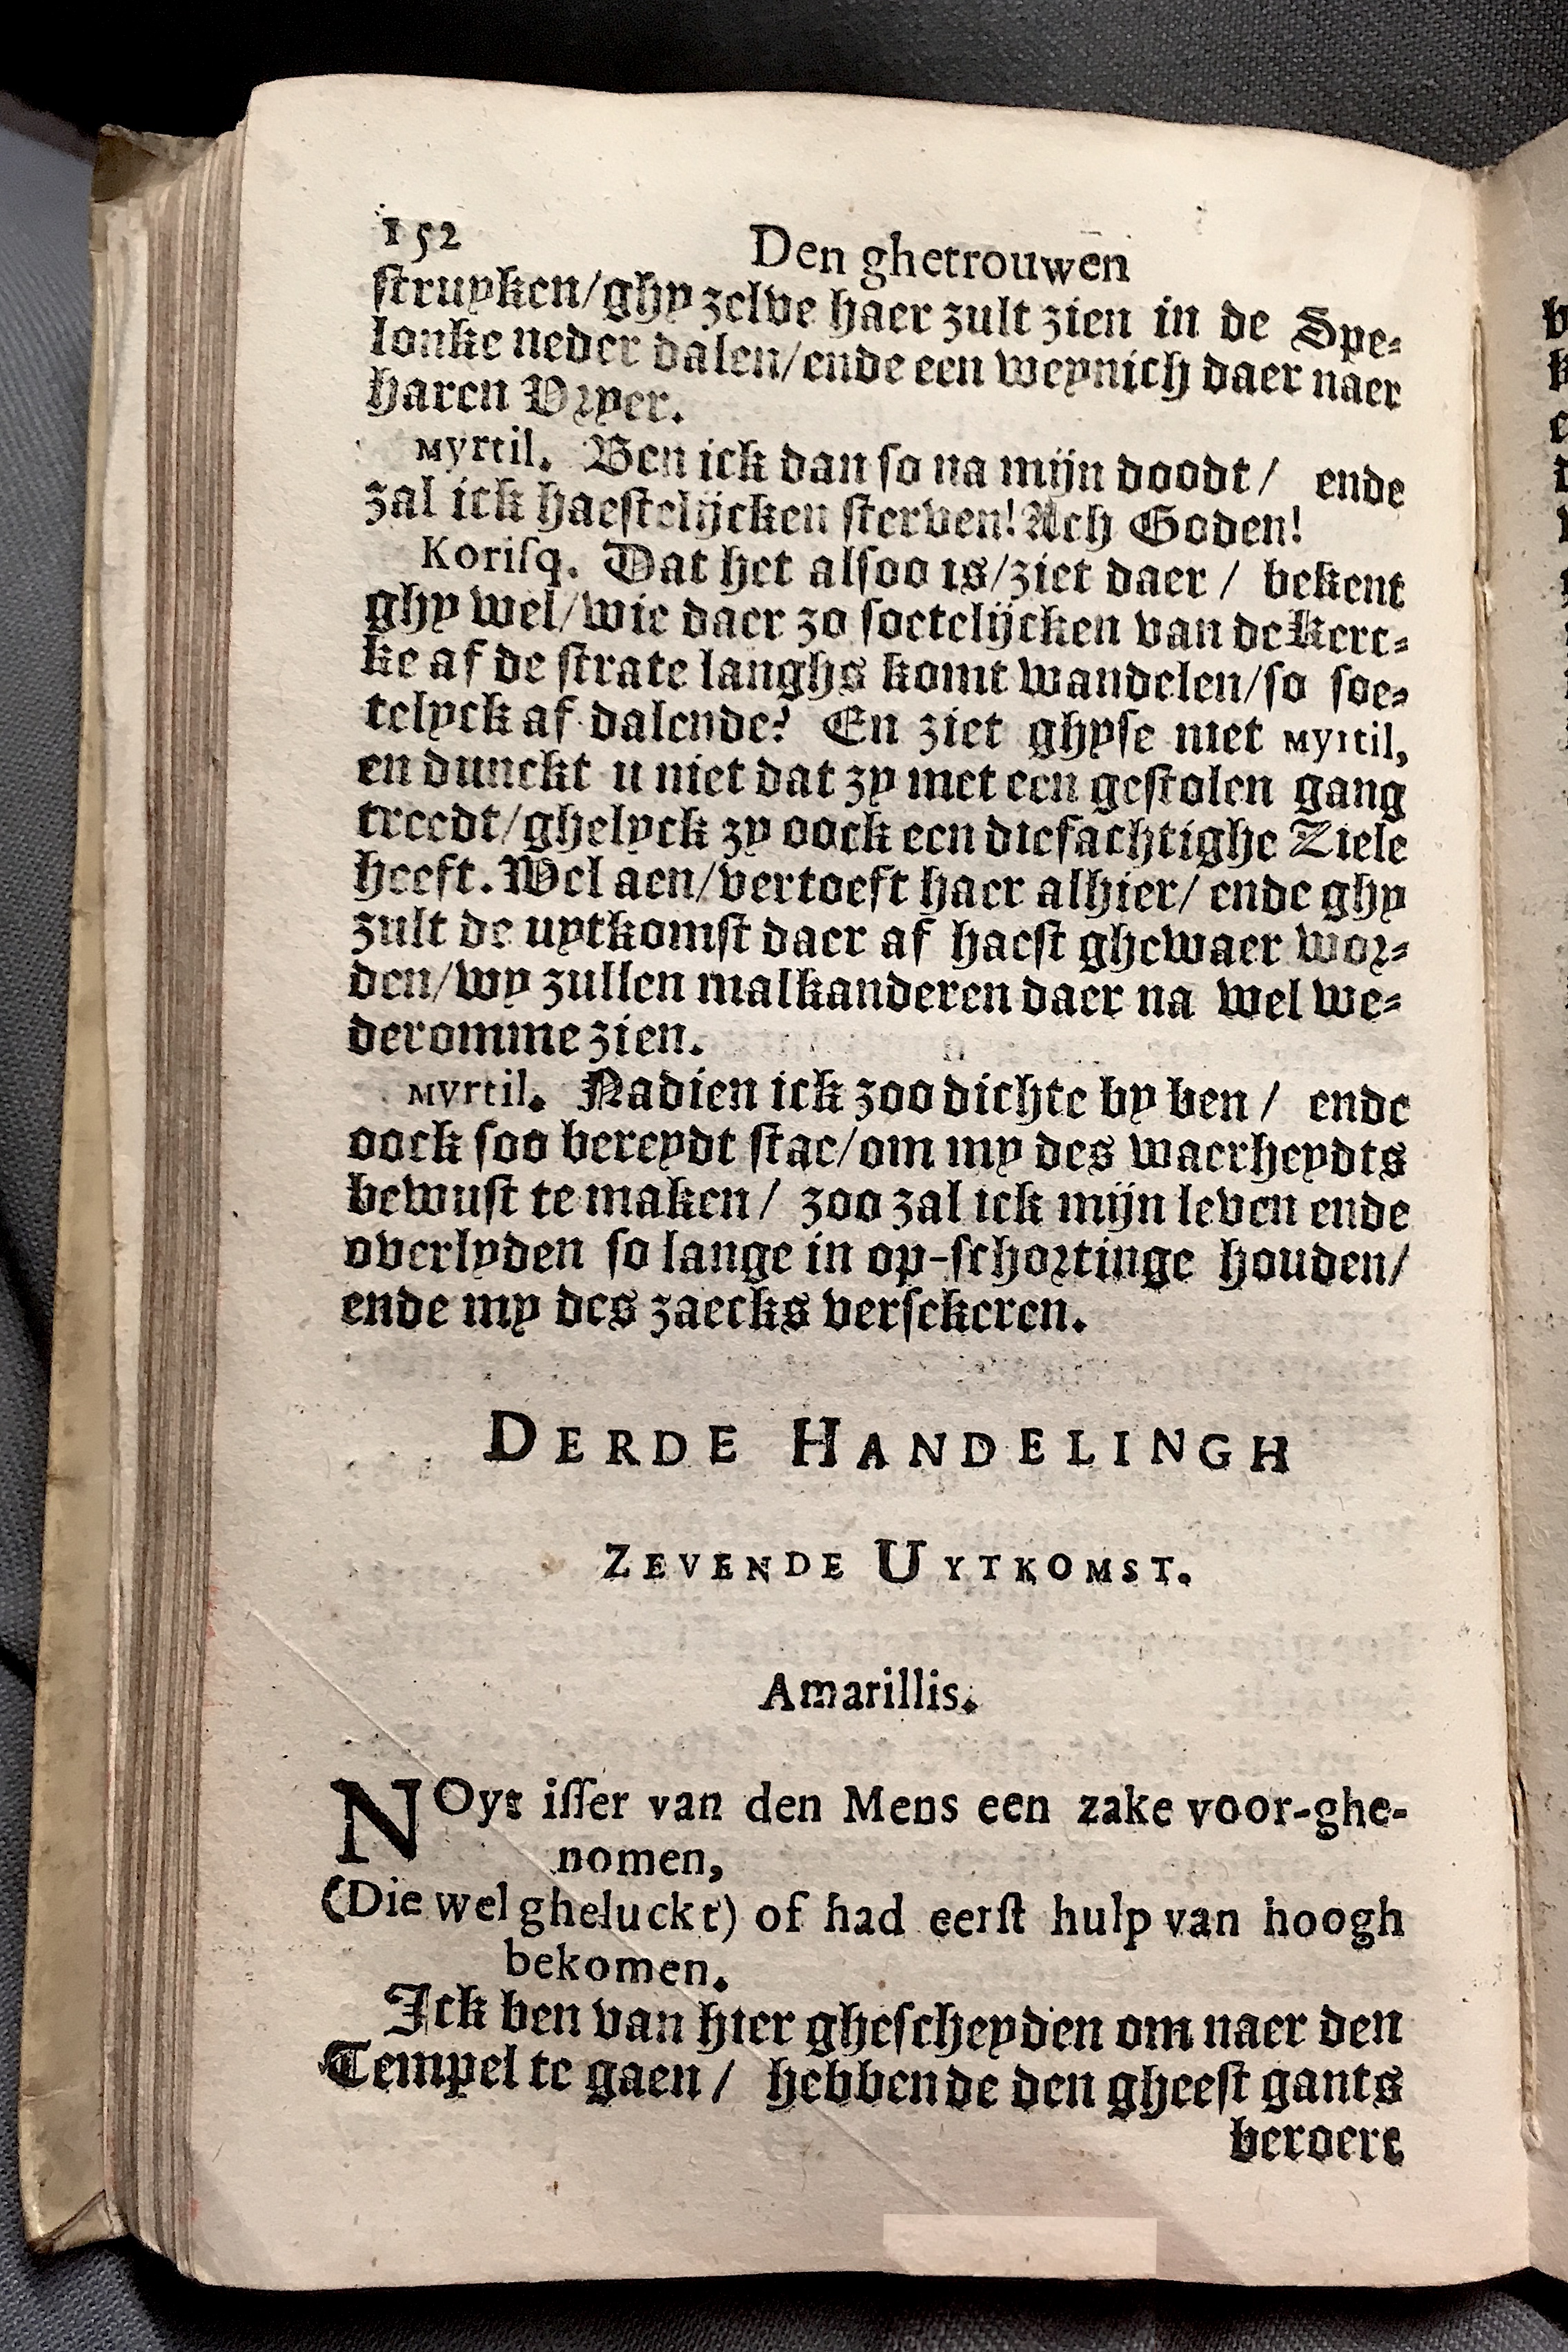 152
Den ghetrouwen
ſtruyken/ghy zelve haer zult zien in de Spe-
lonke neder dalen/ende een weynich daer naer
haren Vryer.
Myrtil. Ben ick dan so na mijn doodt/ ende
zal ick haeſtelijcken ſterven! Ach Goden!
Koriſq. Dat het alſoo is/ziet daer/ bekent
ghy wel/wie daer zo ſoetelijcken van de Kerc-
ke af de ſtrate langhs komt wandelen/ſo ſoe-
telyck af dalende? En ziet ghyſe niet Myrtil,
en dunckt u niet dat zy met een geſtolen gang
treedt/ghelyck zy oock een diefachtighe Ziele
heeft. Wel aen/vertoeft haer alhier/ ende ghy
zult de uytkomſt daer af haeſt ghewaer wor-
den/wy zullen malkanderen daer na wel we-
deromme zien.
Myrtil. Nadien ick zoo dichte by ben/ ende
oock ſoo bereydt ſtae/om my des waerheydts
bewuſt te maken/ zoo zal ick mijn leven ende
overlyden ſo lange in op-ſchortinge houden/
ende my des zaecks verſekeren.
DERDE HANDELINGH
ZEVENDE UYTKOMST.
Amarillis.
NOyt iſſer van den Mens een zake voor-ghe-
nomen,
(Die wel gheluckt) of had eerſt hulp van hoogh
bekomen.
Ick ben van hier gheſcheyden om naer den
Tempel te gaen/ hebbende den gheeſt gants
beroert